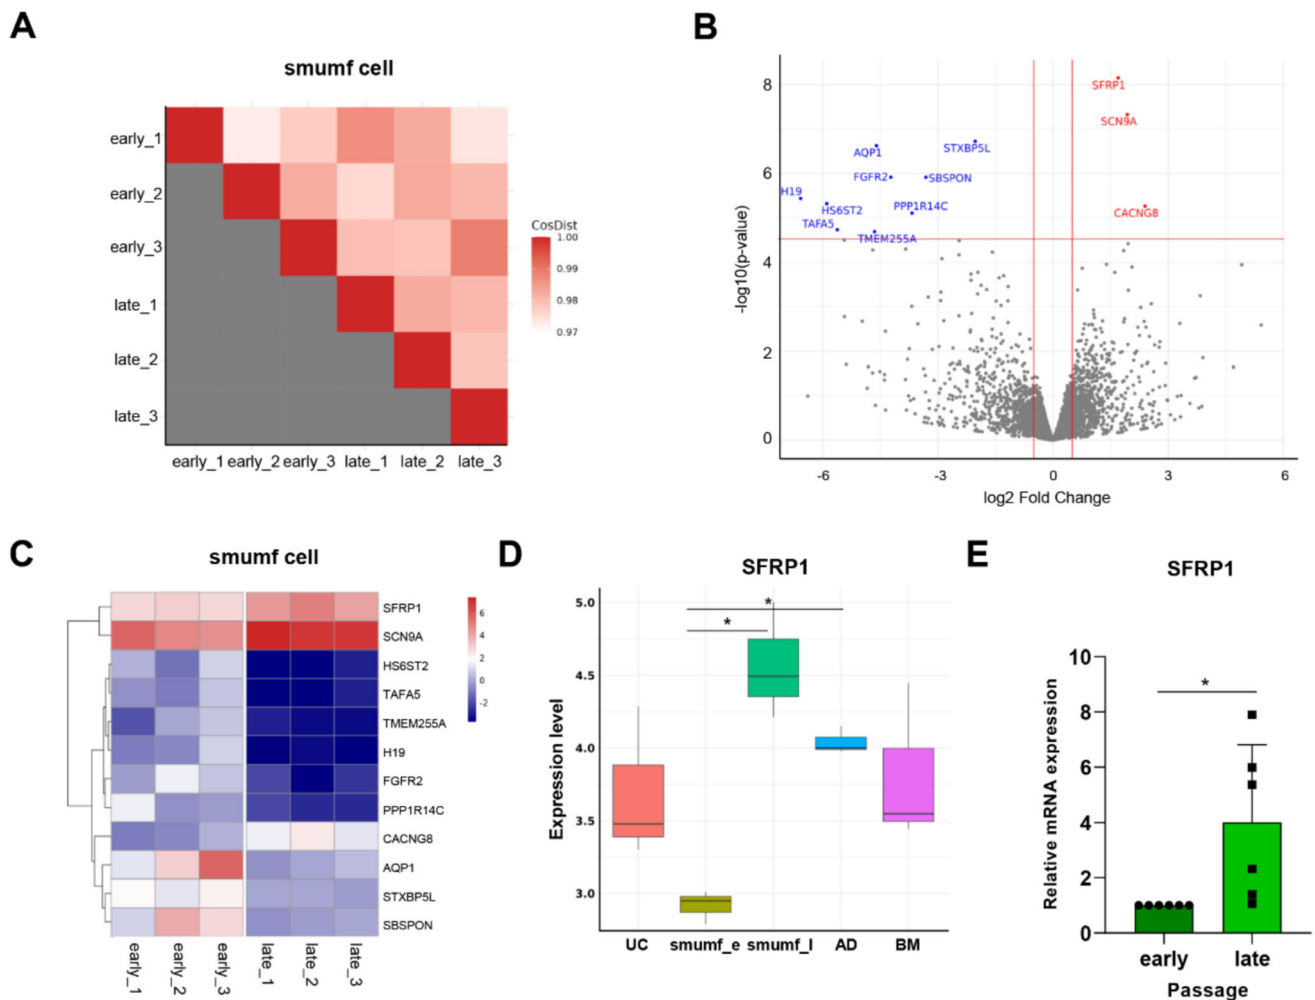 A
smumf cell
early_1
early_2
early_3
late_1
late_2
late_3
early_1 early_2 early_3 late_1 late_2 late_3
CosDist
1.00
0.99
0.98
0.97
B
-log10(p-value)
8
6
4
2
0
-6 -3 0 3 6
log2 Fold Change
SFRP1
SCN9A
AQP1
STXBP5L
FGFR2
SBSPON
H19
HS6ST2
PPP1R14C
CACNG8
TAFA5
TMEM255A
C
smumf cell
SFRP1
SCN9A
HS6ST2
TAFA5
TMEM255A
H19
FGFR2
PPP1R14C
CACNG8
AQP1
STXBP5L
SBSPON
early_1 early_2 early_3 late_1 late_2 late_3
6
4
2
0
-2
D
SFRP1
Expression level
5.0
4.5
4.0
3.5
3.0
*
*
UC smumf_e smumf_l AD BM
E
SFRP1
Relative mRNA expression
10
8
6
4
2
0
*
early late
Passage